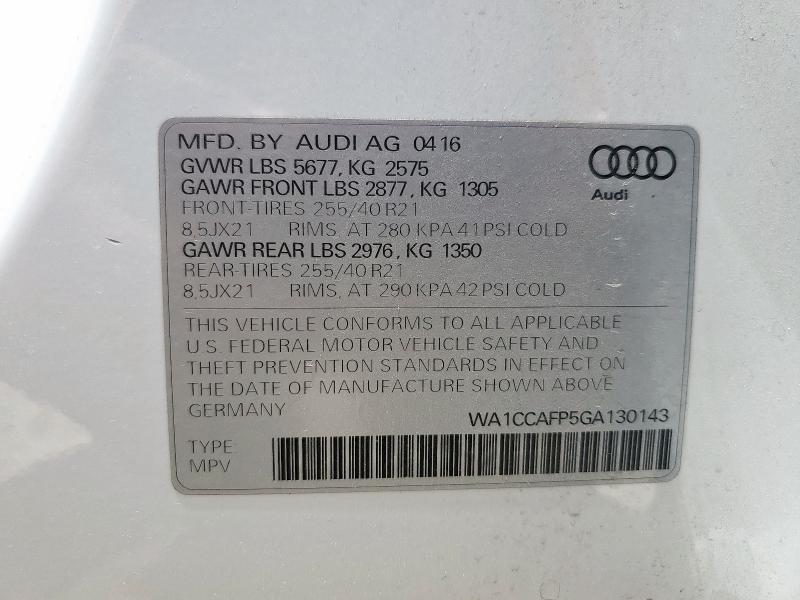 MFD. BY AUDI AG 0416
GVWR LBS 5677, KG 2575
GAWR FRONT LBS 2877, KG 1305
FRONT-TIRES 255/40 R21
8,5JX21 RIMS, AT 280 KPA 41 PSI COLD
GAWR REAR LBS 2976, KG 1350
REAR-TIRES 255/40 R21
8,5JX21 RIMS, AT 290 KPA 42 PSI COLD
Audi
THIS VEHICLE CONFORMS TO ALL APPLICABLE
U.S. FEDERAL MOTOR VEHICLE SAFETY AND
THEFT PREVENTION STANDARDS IN EFFECT ON
THE DATE OF MANUFACTURE SHOWN ABOVE
GERMANY WA1CCAFP5GA130143
TYPE:
MPV